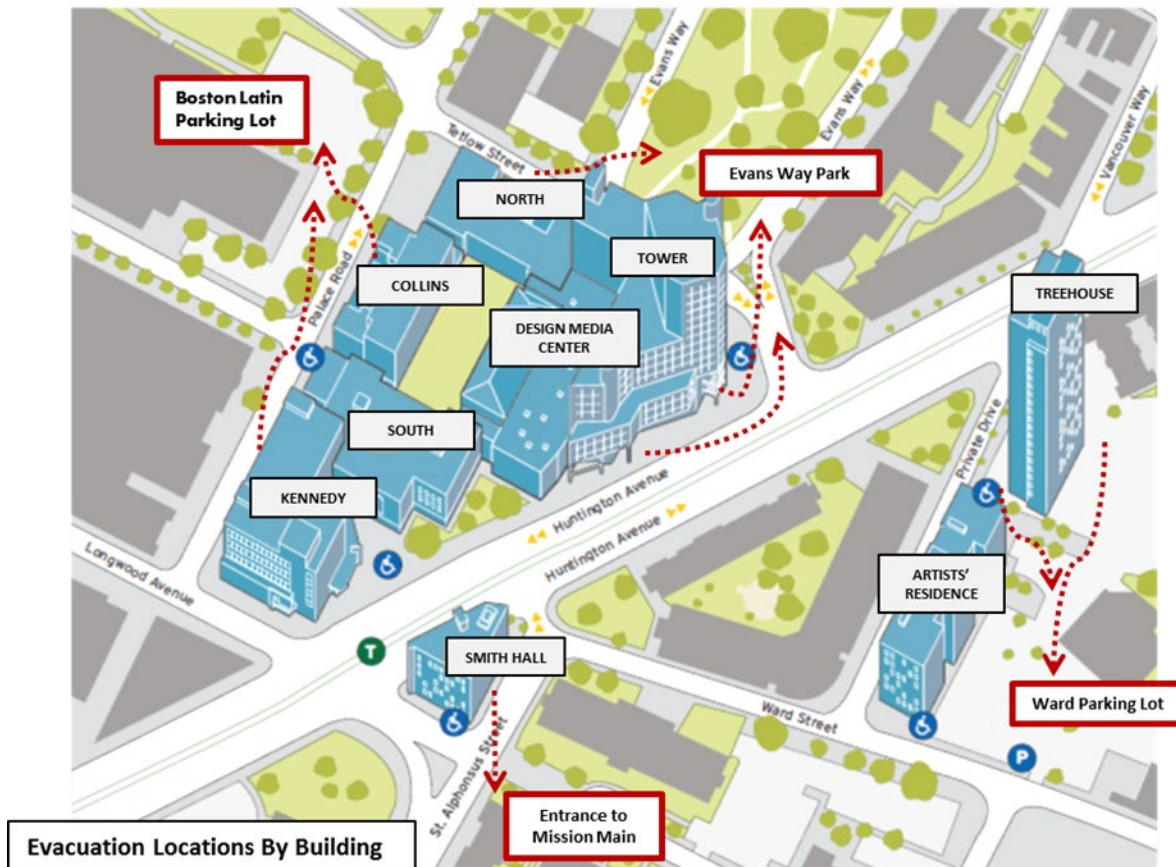 Boston Latin
Parking Lot
Tetlow Street
Evans Way
Evans Way
Vancouver Way
Evans Way Park
NORTH
TOWER
COLLINS
TREEHOUSE
Palace Road
DESIGN MEDIA
CENTER
SOUTH
KENNEDY
Private Drive
Huntington Avenue
Huntington Avenue
Longwood Avenue
ARTISTS'
RESIDENCE
T
SMITH HALL
Ward Parking Lot
Ward Street
P
St. Alphonsus Street
Entrance to
Mission Main
Evacuation Locations By Building